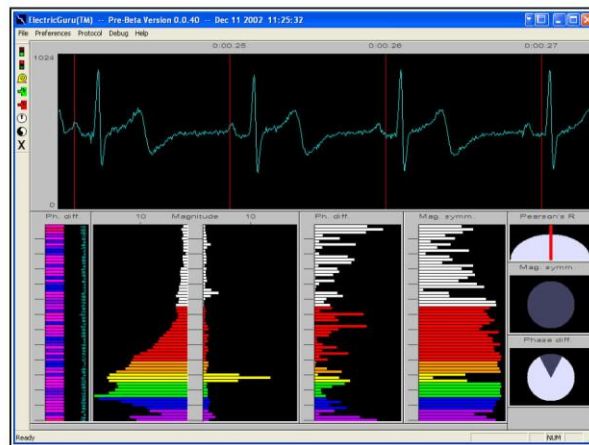 ElectricGuru(TM) -- Pre-Beta Version 0.0.40 -- Dec 11 2002 11:25:32
File Preferences Protocol Debug Help
0:00.25 0:00.26 0:00.27
1024
0
Ph. diff. 10 Magnitude 10 Ph. diff. Mag. symm. Pearson's R
Mag. symm.
Phase diff.
Ready NUM